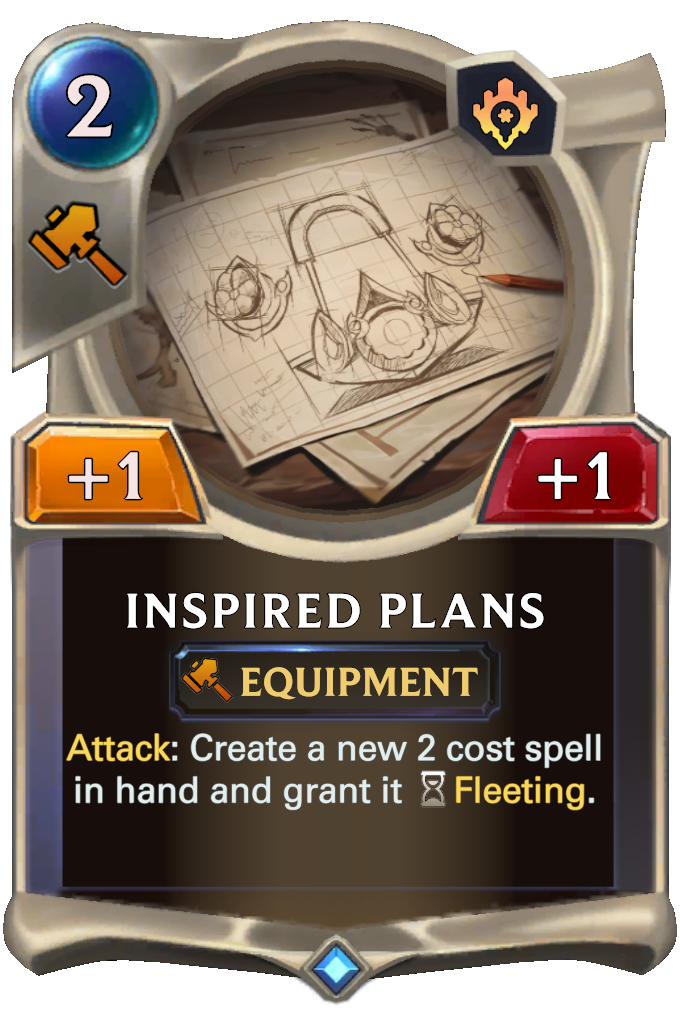 2
+1
+1
INSPIRED PLANS
EQUIPMENT
Attack: Create a new 2 cost spell
in hand and grant it Fleeting.